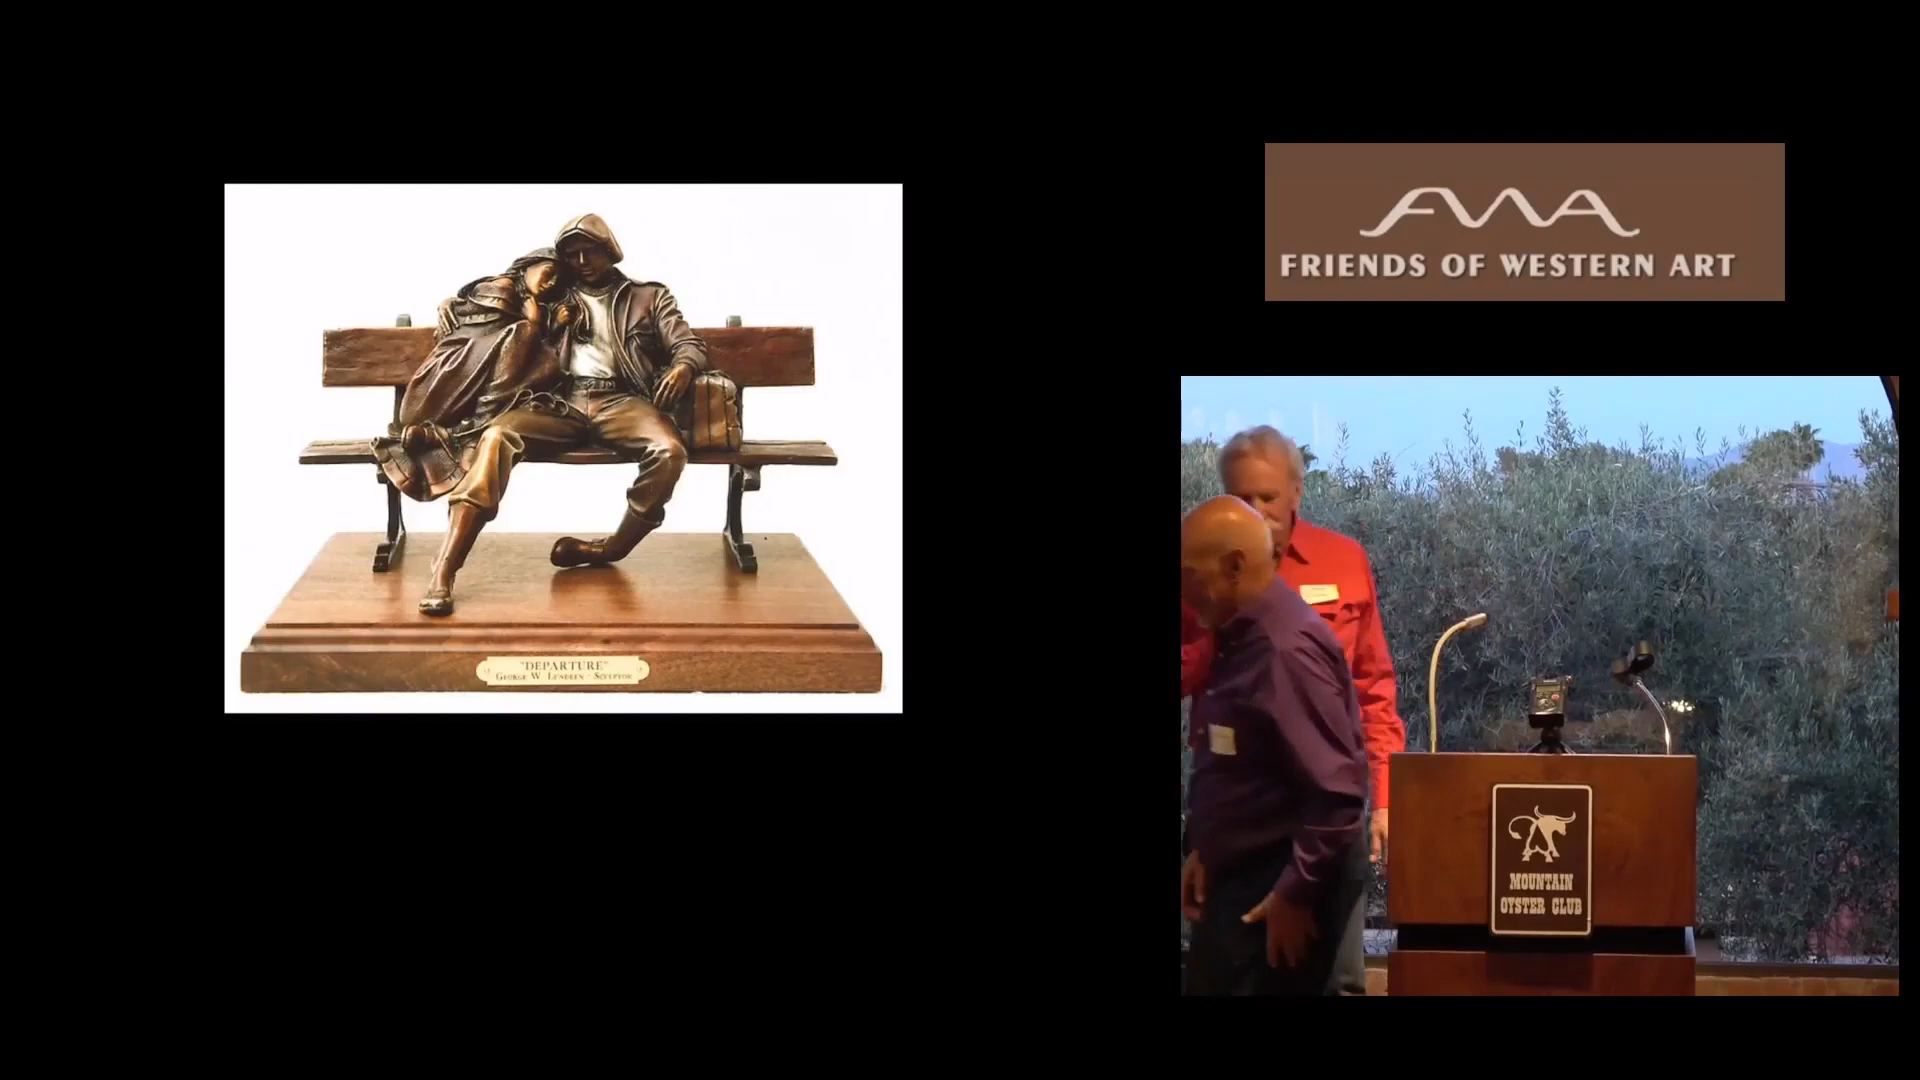 "DEPARTURE"
GEORGE W. LUNDEEN - SCULPTOR
FWA
FRIENDS OF WESTERN ART
MOUNTAIN
OYSTER CLUB